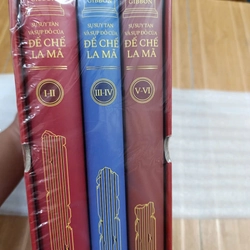 SỰ SUY TÀN
VÀ SỤP ĐỔ CỦA
ĐẾ CHẾ
LA MÃ
I-II
GIBBON
SỰ SUY TÀN
VÀ SỤP ĐỔ CỦA
ĐẾ CHẾ
LA MÃ
III-IV
GIBBON
SỰ SUY TÀN
VÀ SỤP ĐỔ CỦA
ĐẾ CHẾ
LA MÃ
V-VI